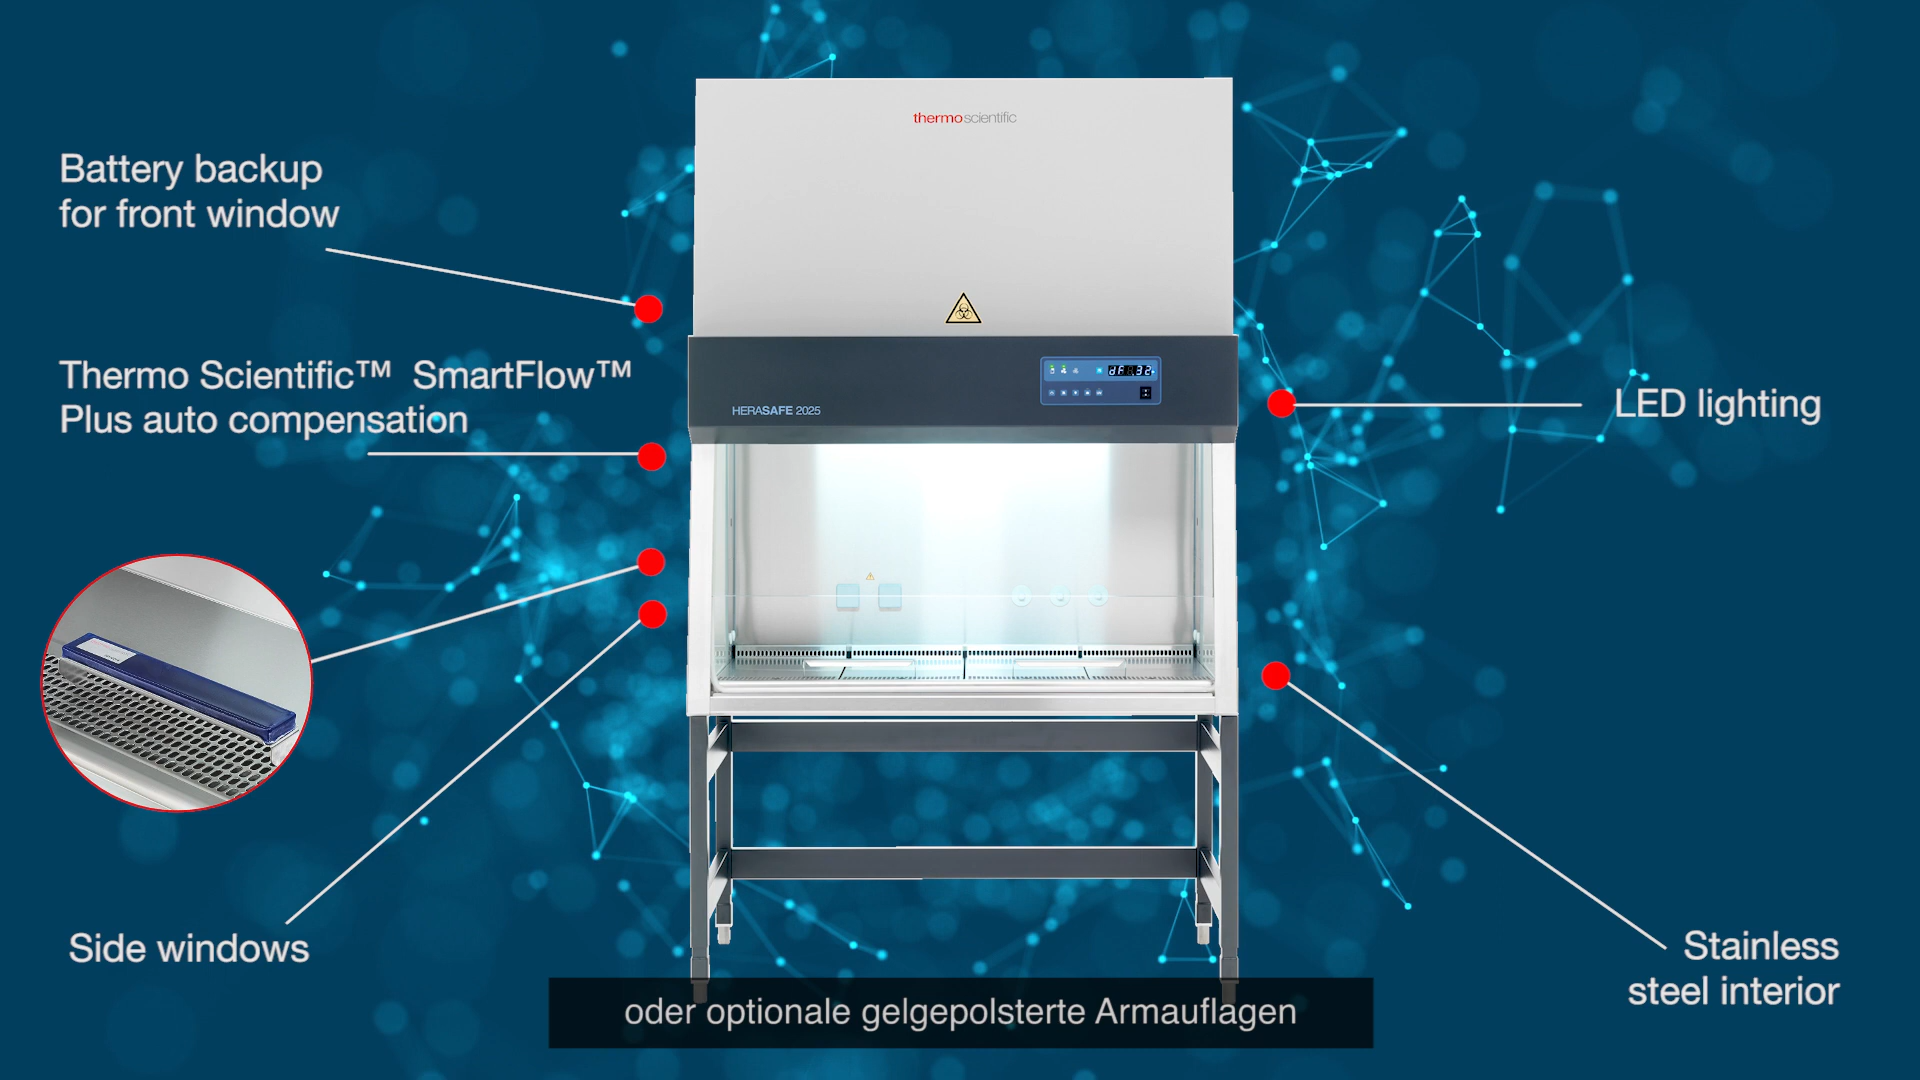 thermoscientific
Battery backup
for front window
Thermo Scientific™ SmartFlow™
Plus auto compensation
HERASAFE 2025
LED lighting
Side windows
Stainless
steel interior
oder optionale gelgepolsterte Armauflagen